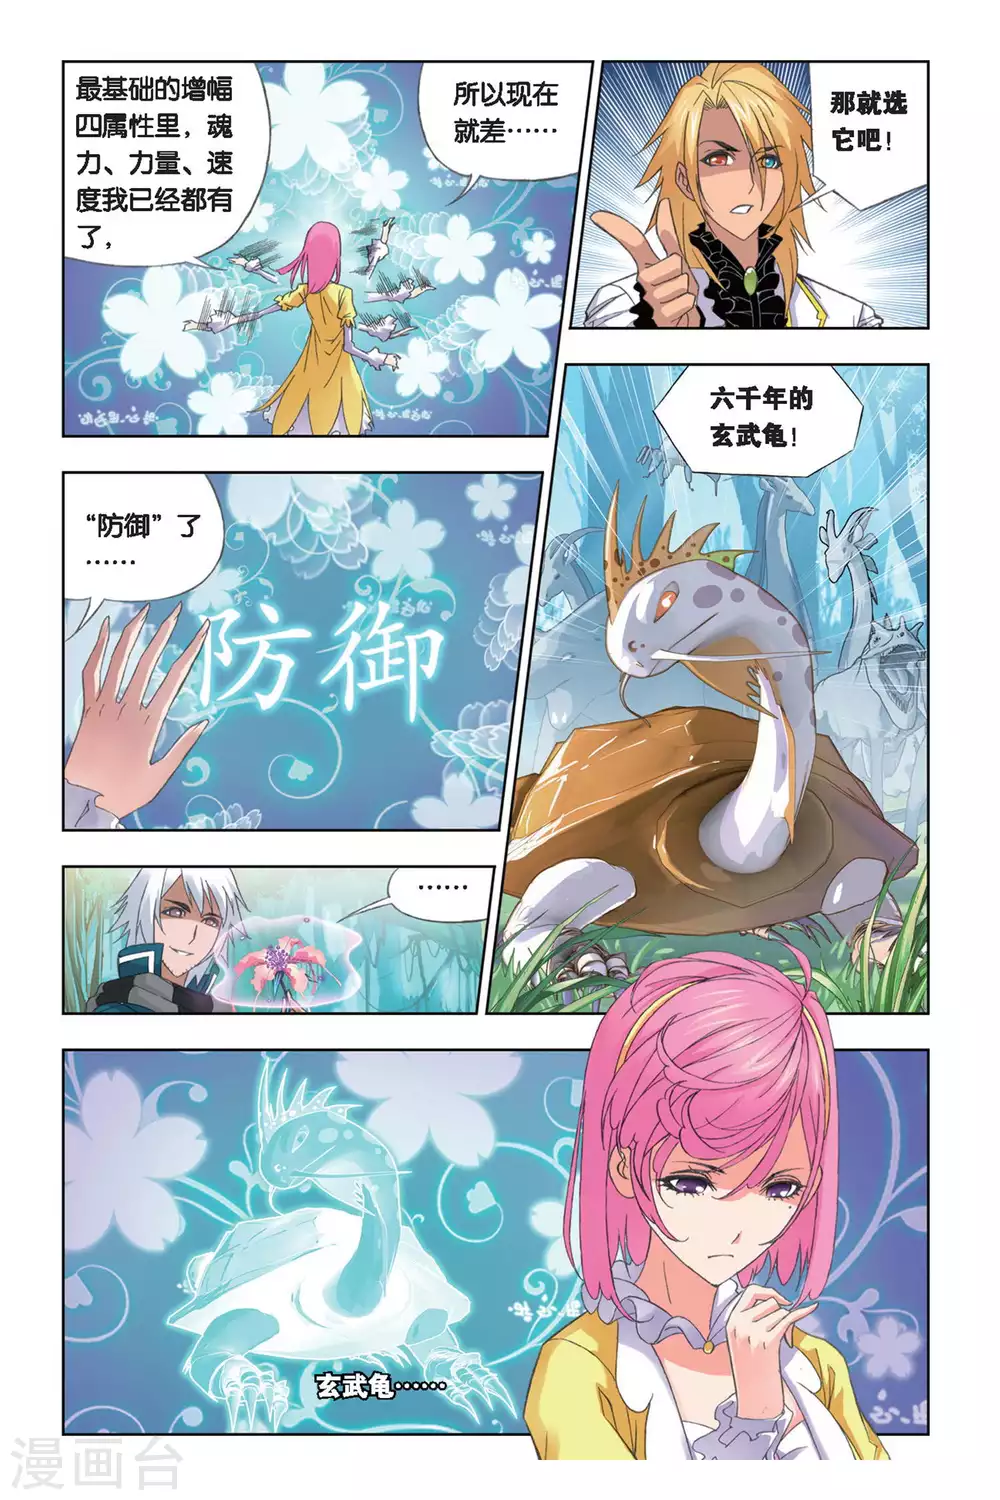 最基础的增幅
四属性里，魂
力、力量、速
度我已经都有
了，
所以现在
就差……
“防御”了
……
防御
……
那就选
它吧！
六千年的
玄武龟！
玄武龟……
漫画台